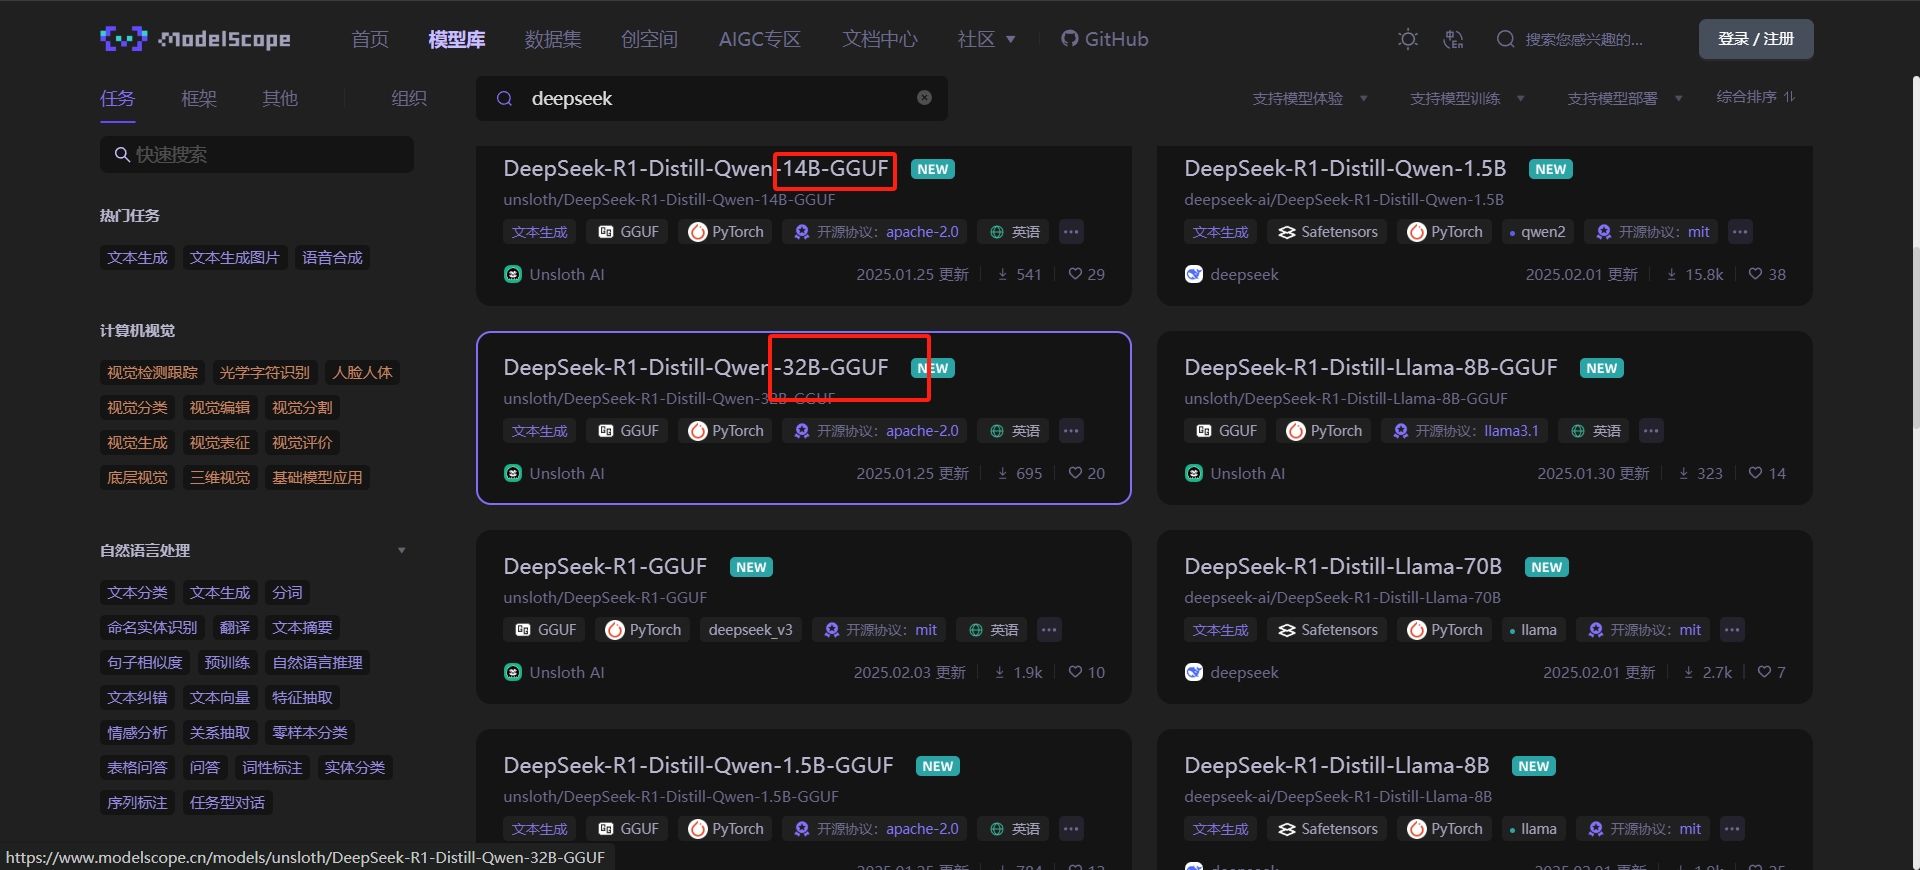 ModelScope 首页 模型库 数据集 创空间 AIGC专区 文档中心 社区 GitHub 搜索您感兴趣的... 登录 / 注册
任务 框架 其他 组织
deepseek
支持模型体验 支持模型训练 支持模型部署 综合排序
快速搜索
热门任务
文本生成 文本生成图片 语音合成
计算机视觉
视觉检测跟踪 光学字符识别 人脸人体
视觉分类 视觉编辑 视觉分割
视觉生成 视觉表征 视觉评价
底层视觉 三维视觉 基础模型应用
自然语言处理
文本分类 文本生成 分词
命名实体识别 翻译 文本摘要
句子相似度 预训练 自然语言推理
文本纠错 文本向量 特征抽取
情感分析 关系抽取 零样本分类
表格问答 问答 词性标注 实体分类
序列标注 任务型对话
DeepSeek-R1-Distill-Qwen-14B-GGUF NEW
unsloth/DeepSeek-R1-Distill-Qwen-14B-GGUF
文本生成 GGUF PyTorch 开源协议: apache-2.0 英语 ...
Unsloth AI 2025.01.25 更新 541 29
DeepSeek-R1-Distill-Qwen-1.5B NEW
deepseek-ai/DeepSeek-R1-Distill-Qwen-1.5B
文本生成 Safetensors PyTorch qwen2 开源协议: mit ...
deepseek 2025.02.01 更新 15.8k 38
DeepSeek-R1-Distill-Qwen-32B-GGUF NEW
unsloth/DeepSeek-R1-Distill-Qwen-32B-GGUF
文本生成 GGUF PyTorch 开源协议: apache-2.0 英语 ...
Unsloth AI 2025.01.25 更新 695 20
DeepSeek-R1-Distill-Llama-8B-GGUF NEW
unsloth/DeepSeek-R1-Distill-Llama-8B-GGUF
GGUF PyTorch 开源协议: llama3.1 英语 ...
Unsloth AI 2025.01.30 更新 323 14
DeepSeek-R1-GGUF NEW
unsloth/DeepSeek-R1-GGUF
GGUF PyTorch deepseek_v3 开源协议: mit 英语 ...
Unsloth AI 2025.02.03 更新 1.9k 10
DeepSeek-R1-Distill-Llama-70B NEW
deepseek-ai/DeepSeek-R1-Distill-Llama-70B
文本生成 Safetensors PyTorch llama 开源协议: mit ...
deepseek 2025.02.01 更新 2.7k 7
DeepSeek-R1-Distill-Qwen-1.5B-GGUF NEW
unsloth/DeepSeek-R1-Distill-Qwen-1.5B-GGUF
文本生成 GGUF PyTorch 开源协议: apache-2.0 英语 ...
DeepSeek-R1-Distill-Llama-8B NEW
deepseek-ai/DeepSeek-R1-Distill-Llama-8B
文本生成 Safetensors PyTorch llama 开源协议: mit ...
https://www.modelscope.cn/models/unsloth/DeepSeek-R1-Distill-Qwen-32B-GGUF